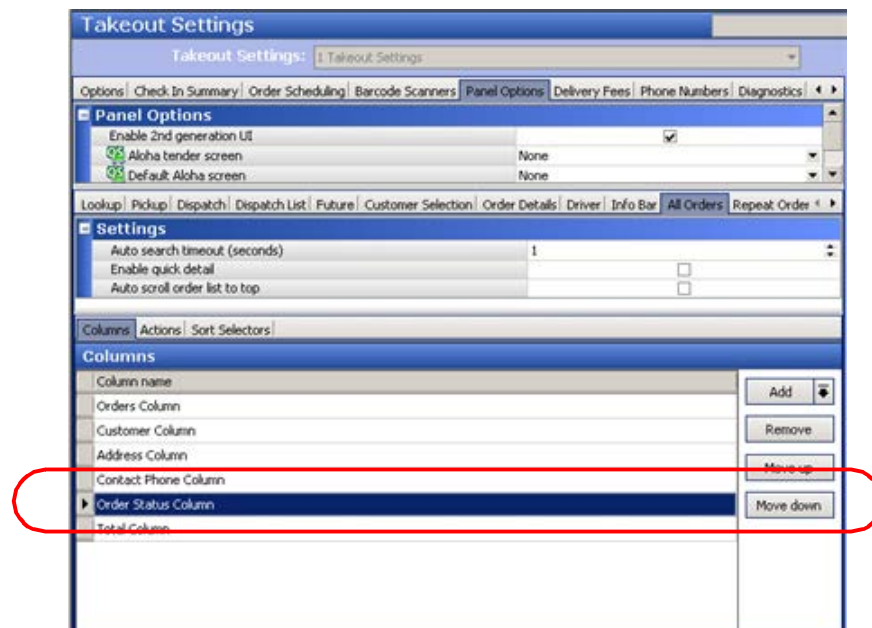 Takeout Settings
Takeout Settings: 1 Takeout Settings
Options Check In Summary Order Scheduling Barcode Scanners Panel Options Delivery Fees Phone Numbers Diagnostics
Panel Options
Enable 2nd generation UI
Aloha tender screen None
Default Aloha screen None
Lookup Pickup Dispatch Dispatch List Future Customer Selection Order Details Driver Info Bar All Orders Repeat Order
Settings
Auto search timeout (seconds) 1
Enable quick detail
Auto scroll order list to top
Columns Actions Sort Selectors
Columns
Column name
Add
Orders Column
Customer Column
Remove
Address Column
Move up
Contact Phone Column
Order Status Column
Move down
Total Column